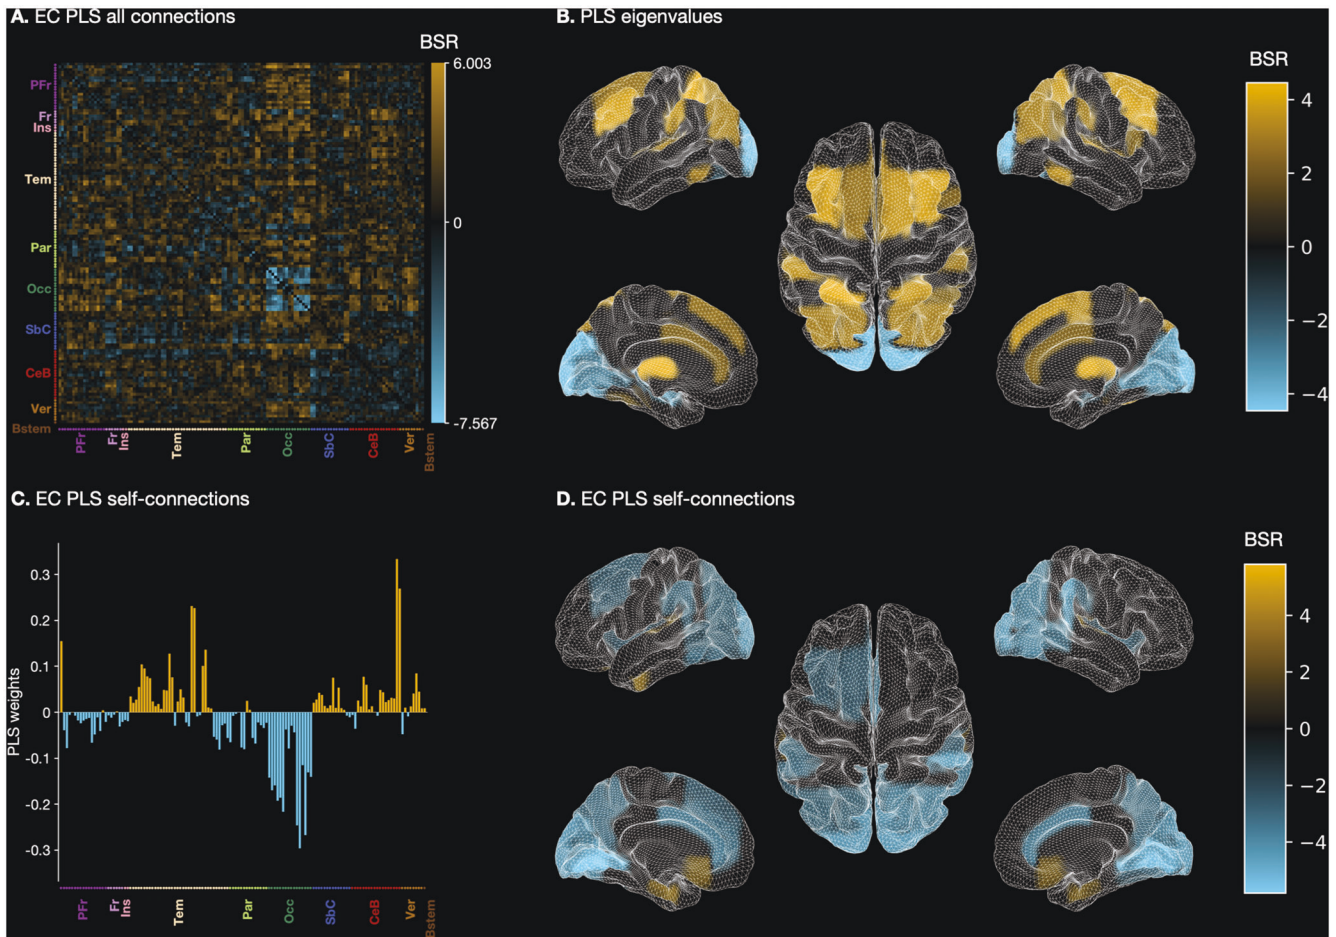 A. EC PLS all connections
BSR
6.003
0
-7.567
PFr
Fr
Ins
Tem
Par
Occ
SbC
CeB
Ver
Bstem
PFr
Fr
Ins
Tem
Par
Occ
SbC
CeB
Ver
Bstem
B. PLS eigenvalues
BSR
4
2
0
−2
−4
C. EC PLS self-connections
PLS weights
0.3
0.2
0.1
0
-0.1
-0.2
-0.3
PFr
Fr
Ins
Tem
Par
Occ
SbC
CeB
Ver
Bstem
D. EC PLS self-connections
BSR
4
2
0
−2
−4